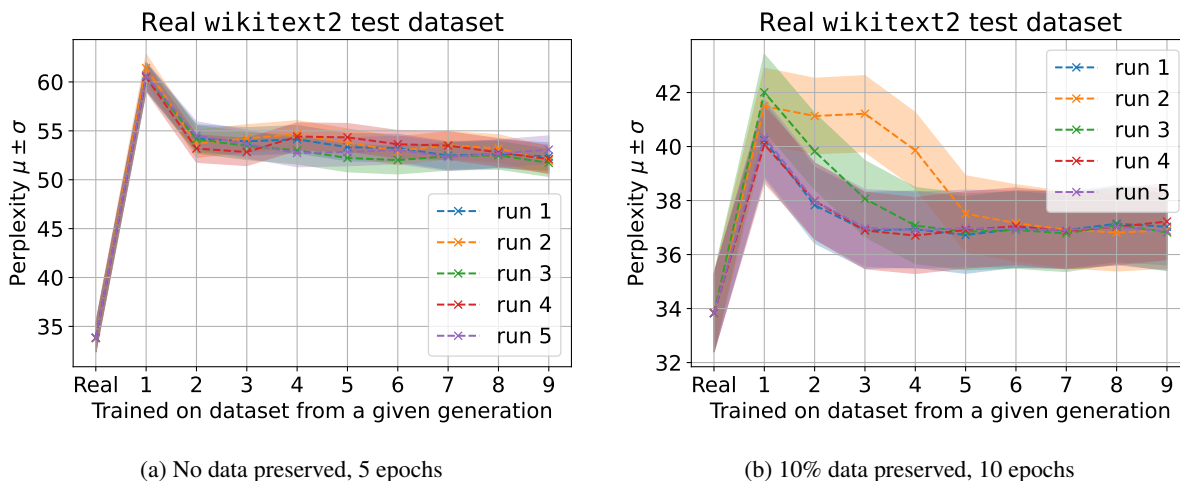 Real wikitext2 test dataset
Perplexity μ ± σ
60
55
50
45
40
35
run 1
run 2
run 3
run 4
run 5
Real 1 2 3 4 5 6 7 8 9
Trained on dataset from a given generation
(a) No data preserved, 5 epochs
Real wikitext2 test dataset
Perplexity μ ± σ
42
40
38
36
34
32
run 1
run 2
run 3
run 4
run 5
Real 1 2 3 4 5 6 7 8 9
Trained on dataset from a given generation
(b) 10% data preserved, 10 epochs